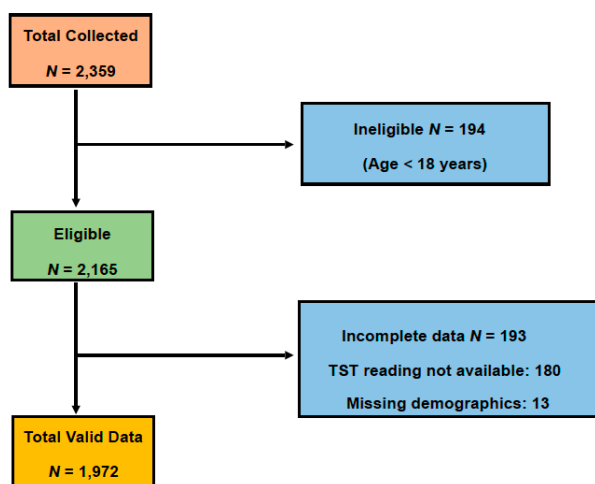 Total Collected
N = 2,359
Ineligible N = 194
(Age < 18 years)
Eligible
N = 2,165
Incomplete data N = 193
TST reading not available: 180
Missing demographics: 13
Total Valid Data
N = 1,972